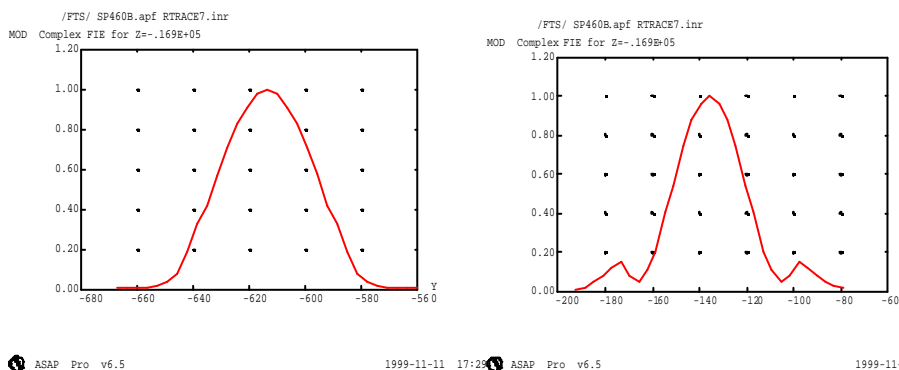 /FTS/ SP460B.apf RTRACE7.inr
MOD Complex FIE for Z=-.169E+05
1.20
1.00
0.80
0.60
0.40
0.20
0.00
-680 -660 -640 -620 -600 -580 -560
Y
ASAP Pro v6.5 1999-11-11 17:29
/FTS/ SP460B.apf RTRACE7.inr
MOD Complex FIE for Z=-.169E+05
1.20
1.00
0.80
0.60
0.40
0.20
0.00
-200 -180 -160 -140 -120 -100 -80 -60
ASAP Pro v6.5 1999-11-